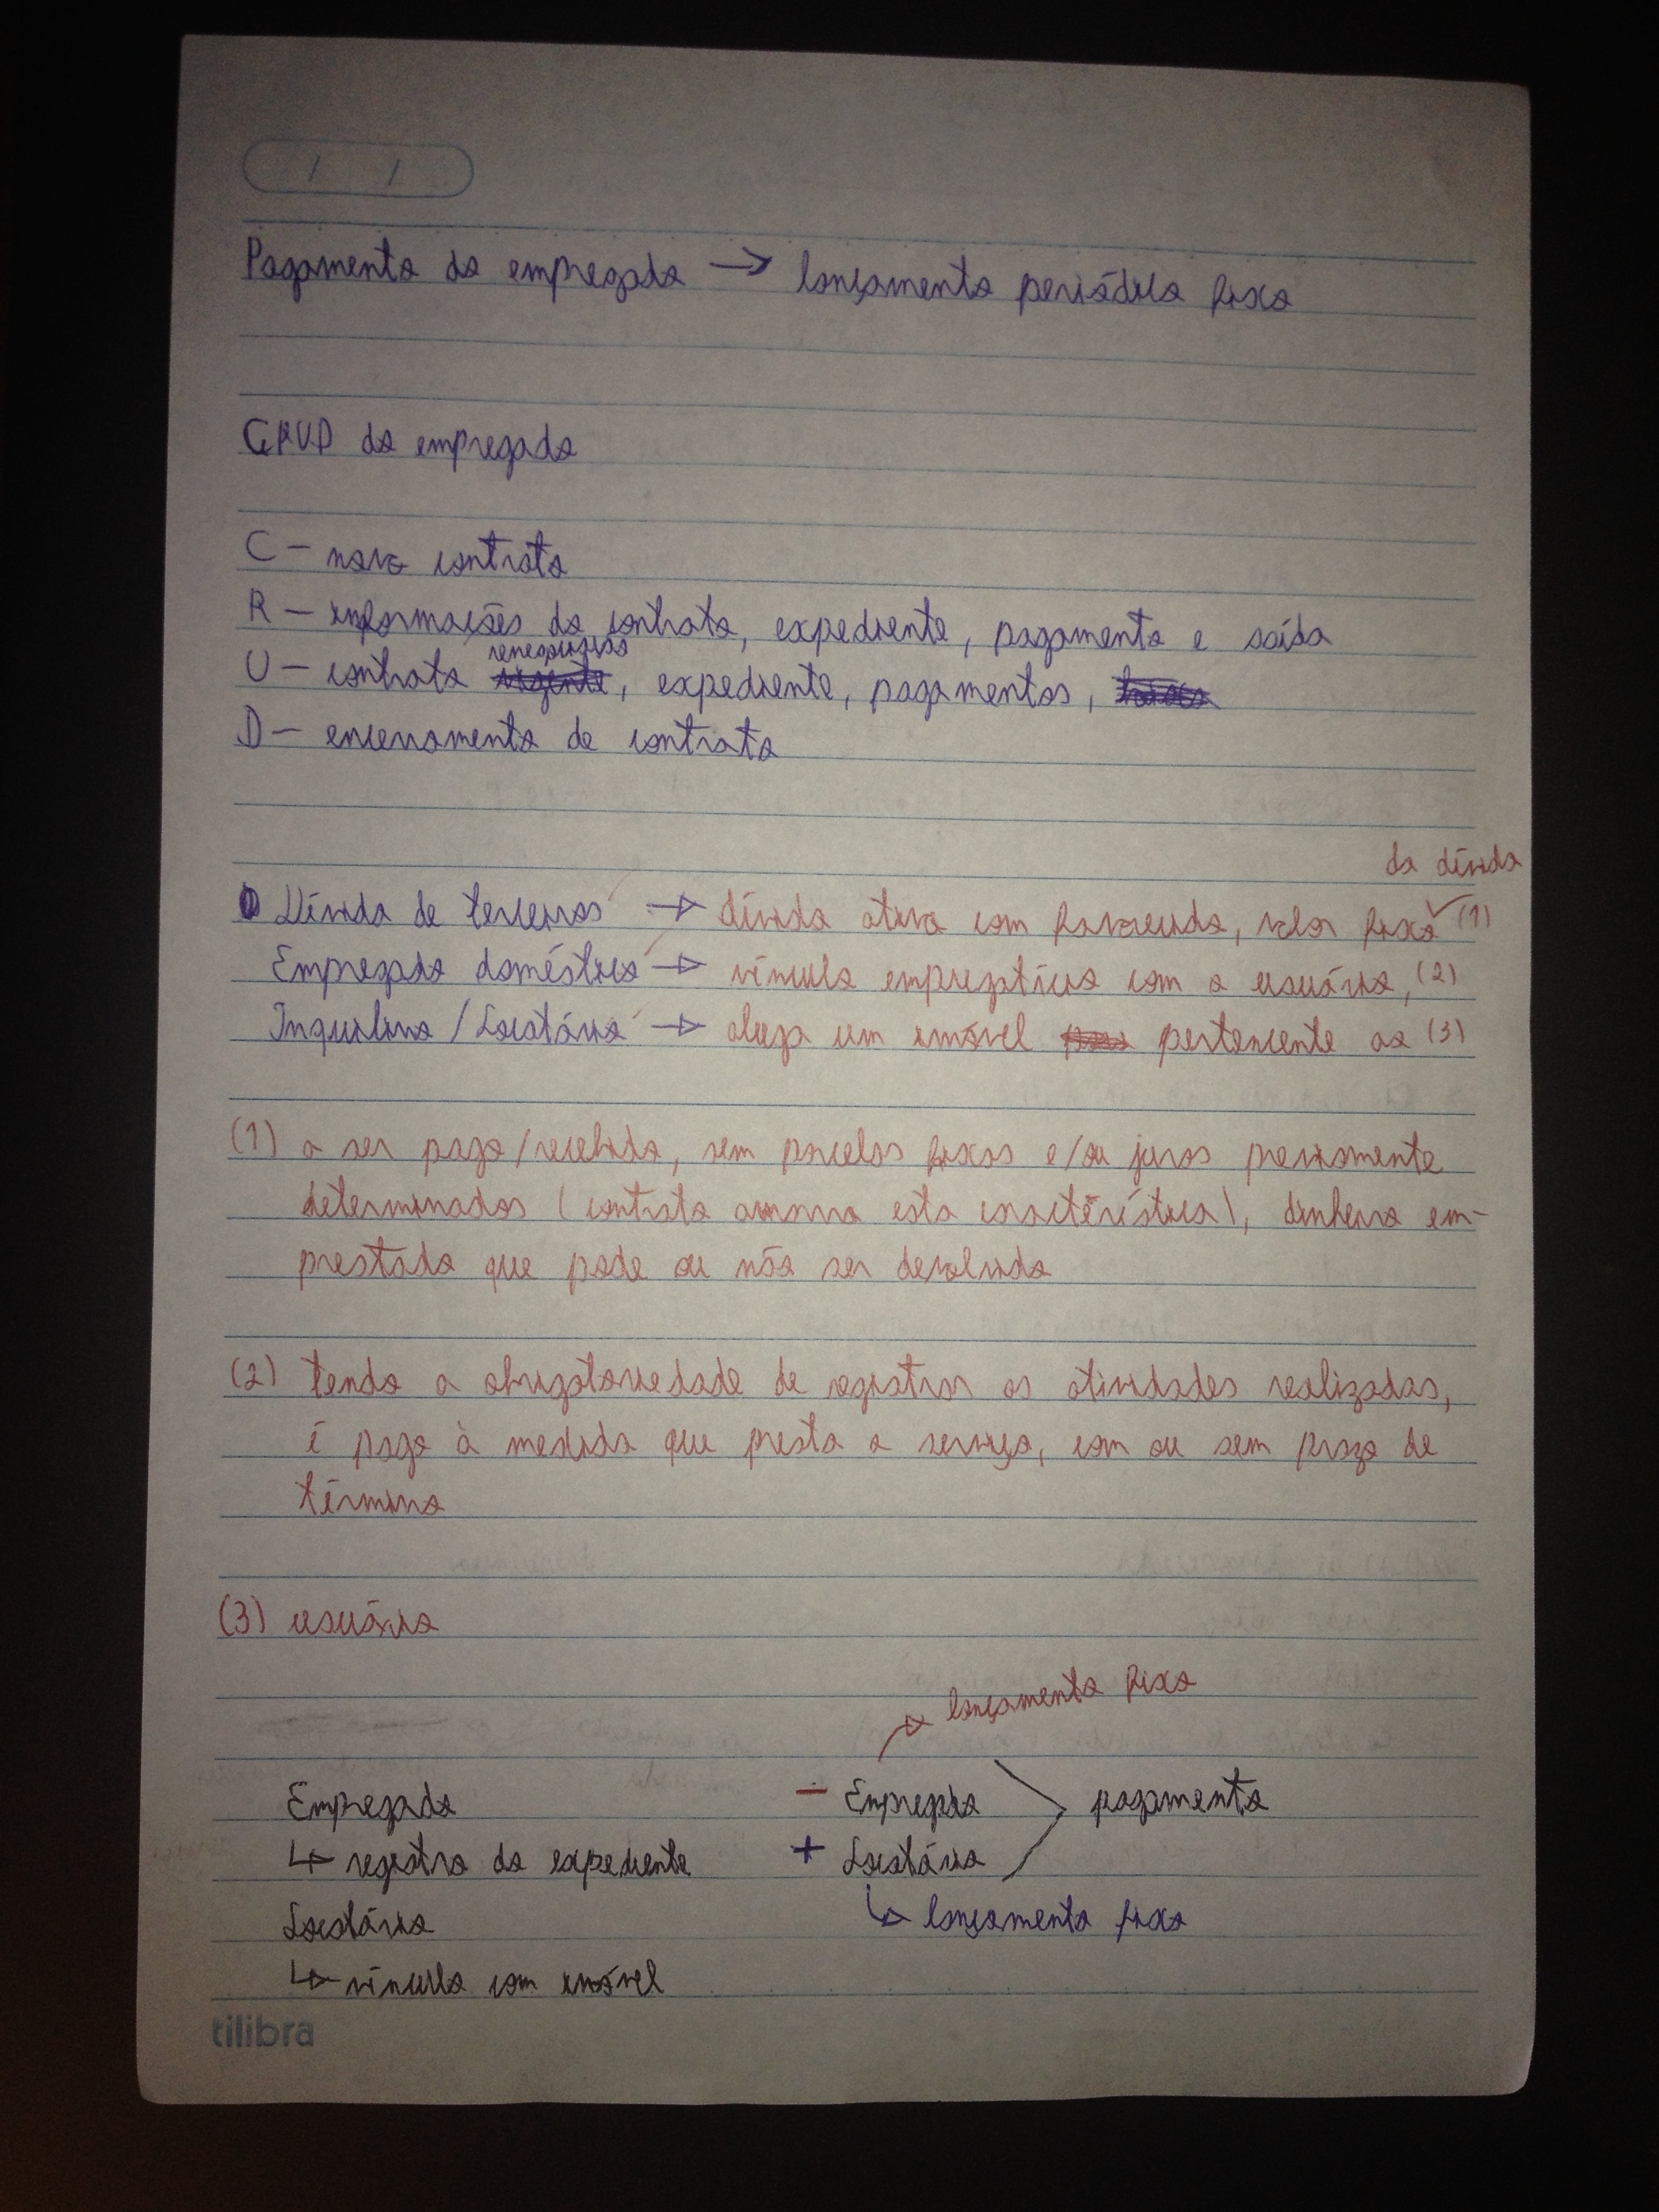 Pagamento do empregado → lançamento periódico fixo
CRUD do empregado
C - novo contrato
R - informações do contrato, expediente, pagamento e saída
renegociação
U - contrato vigente, expediente, pagamentos,
D - encerramento de contrato
da dívida
Dívida de terceiros → dívida ativa com favorecido, valor fixo (1)
Empregado doméstico → vínculo empregatício com o usuário, (2)
Inquilino / Locatário → aluga um imóvel pertencente ao (3)
(1) a ser pago/recebido, sem parcelas fixas e/ou juros previamente
determinados (contrato assume esta característica), dinheiro em-
prestado que pode ou não ser devolvido
(2) tendo a obrigatoriedade de registrar as atividades realizadas,
é pago à medida que presta o serviço, com ou sem prazo de
término
(3) usuário
lançamento fixo
Empregado - Empregado pagamento
↳ registro do expediente + Locatário
Locatário ↳ lançamento fixo
↳ vínculo com imóvel
tilibra